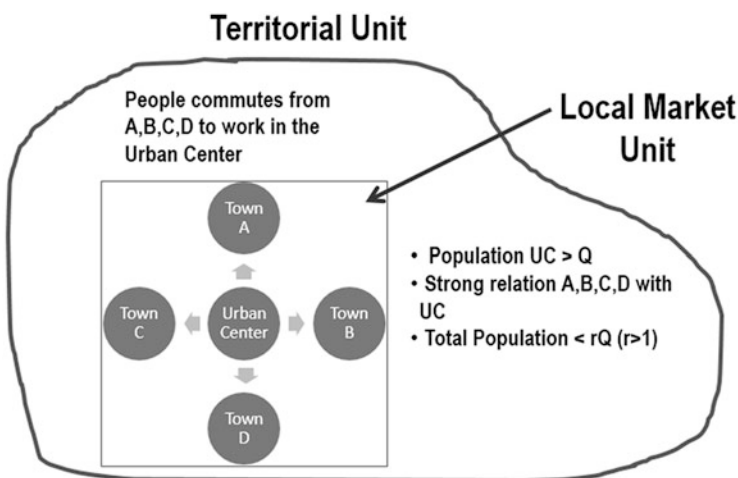 Territorial Unit
People commutes from
A,B,C,D to work in the
Urban Center
Local Market
Unit
Town
A
Town
C
Urban
Center
Town
B
Town
D
• Population UC > Q
• Strong relation A,B,C,D with
UC
• Total Population < rQ (r>1)